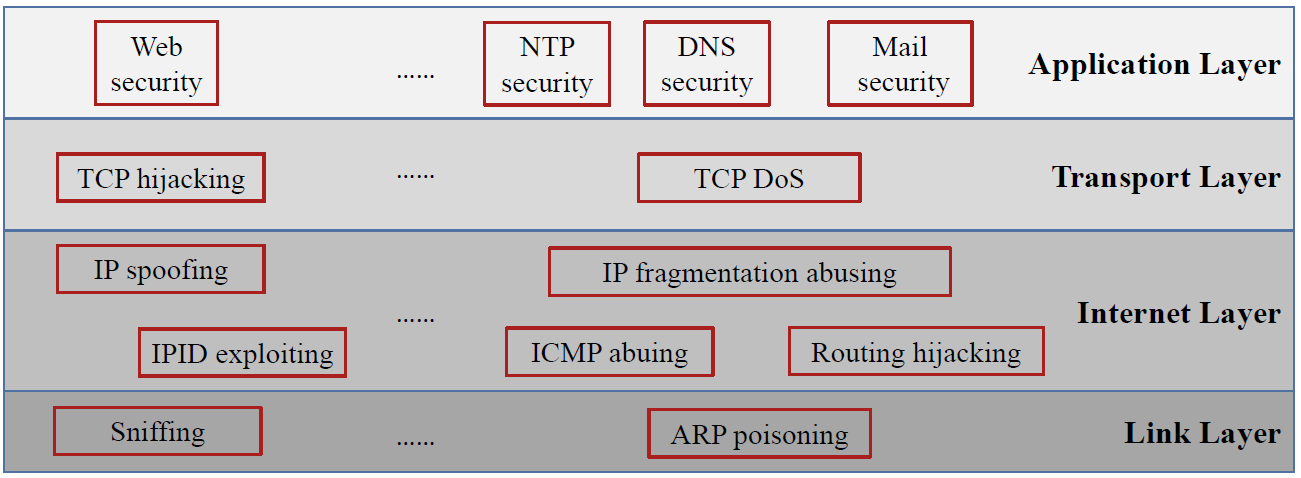 Web
security
......
NTP
security
DNS
security
Mail
security
Application Layer
TCP hijacking
......
TCP DoS
Transport Layer
IP spoofing
IP fragmentation abusing
......
Internet Layer
IPID exploiting
ICMP abuing
Routing hijacking
Sniffing
......
ARP poisoning
Link Layer